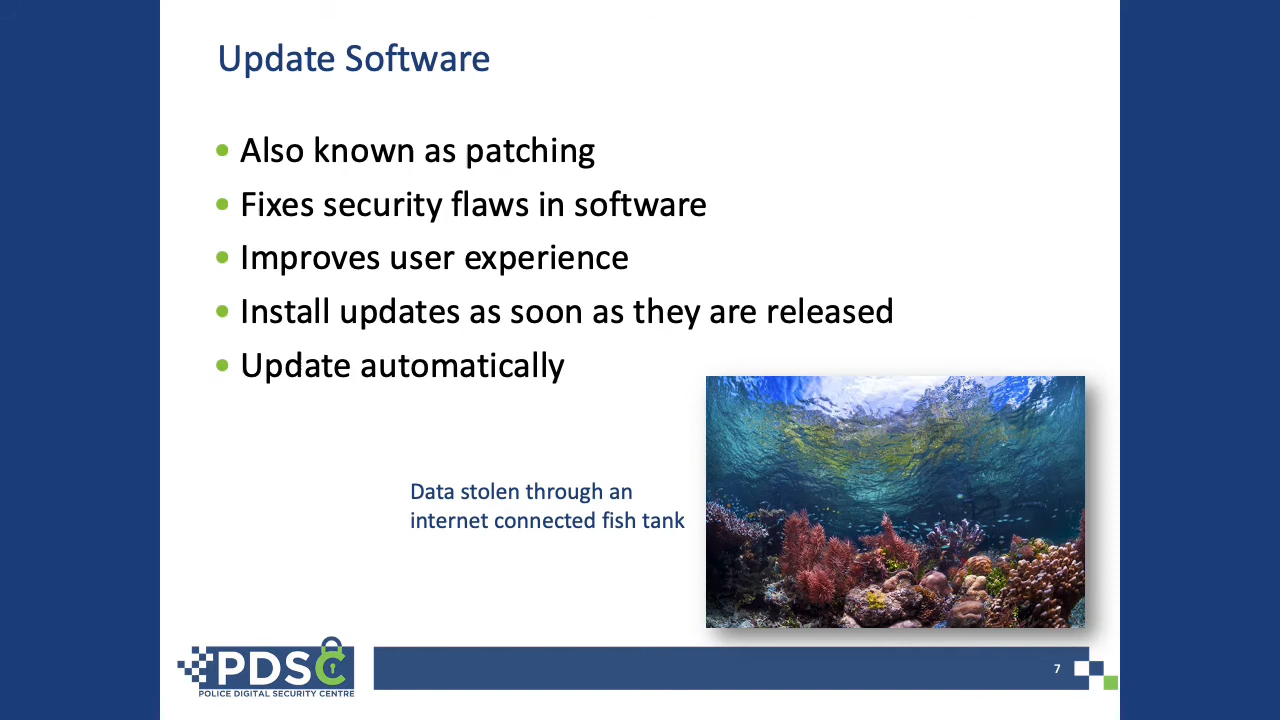 Update Software
Also known as patching
Fixes security flaws in software
Improves user experience
Install updates as soon as they are released
Update automatically
Data stolen through an
internet connected fish tank
PDSC
POLICE DIGITAL SECURITY CENTRE
7